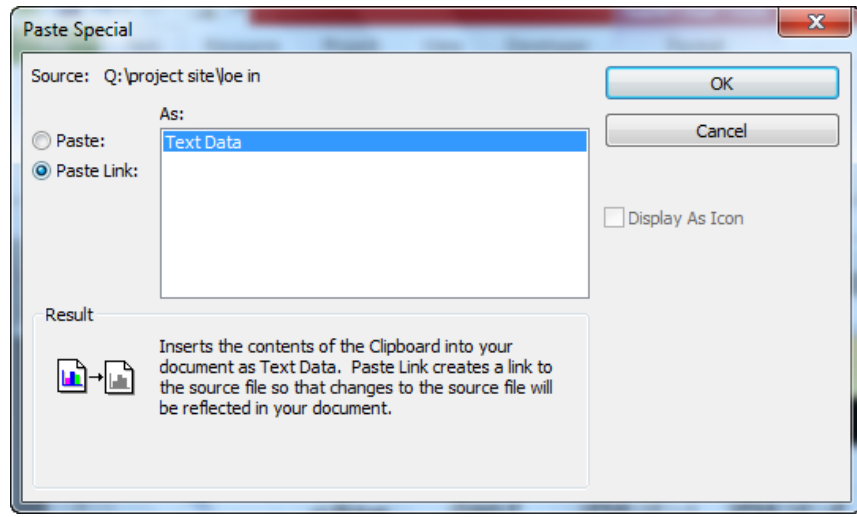 Paste Special
Source: Q:\project site\loe in
As:
Paste:
Paste Link:
Text Data
OK
Cancel
Display As Icon
Result
Inserts the contents of the Clipboard into your
document as Text Data. Paste Link creates a link to
the source file so that changes to the source file will
be reflected in your document.